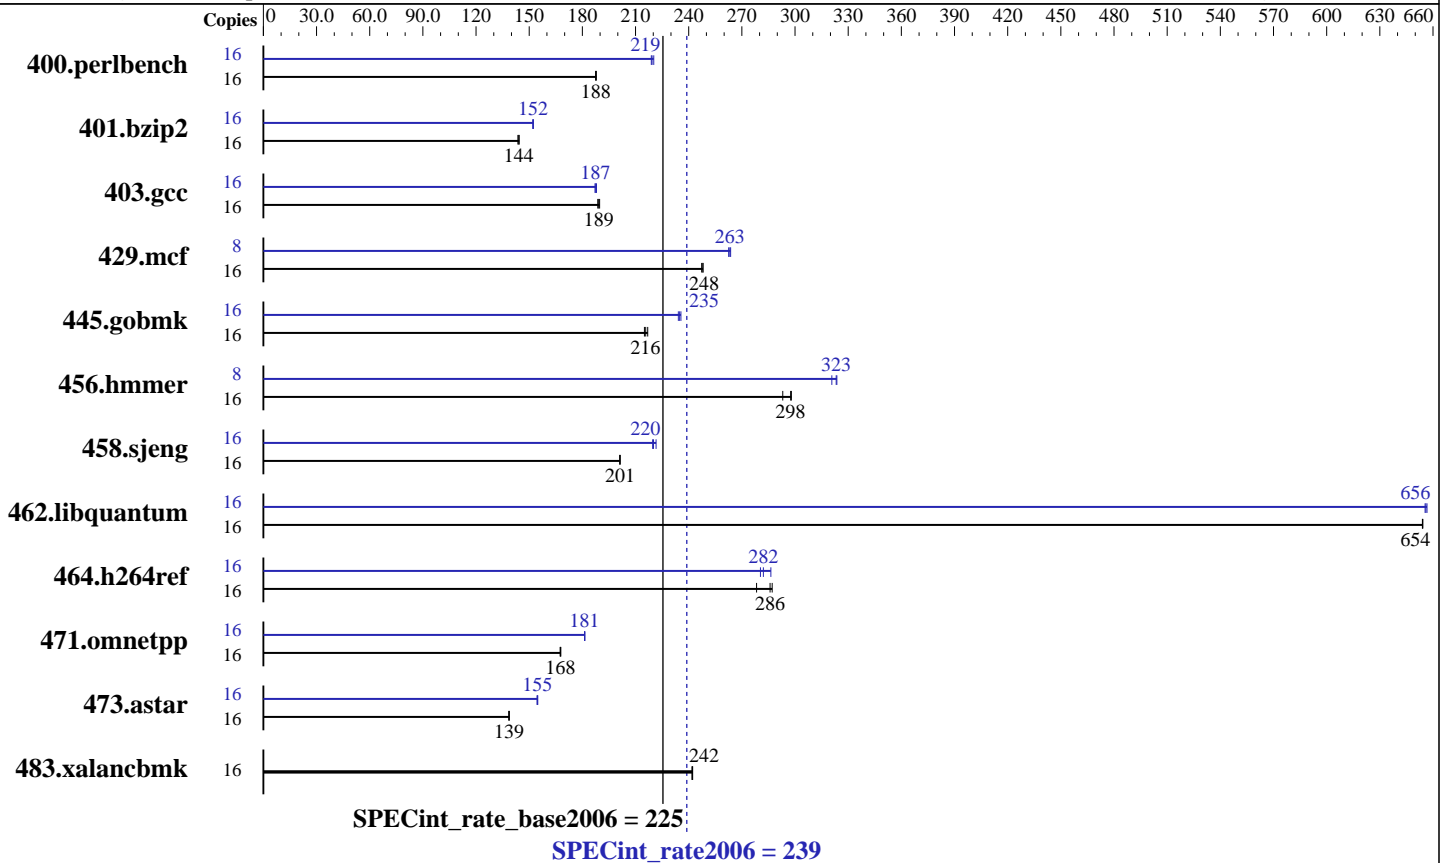 Copies 0 30.0 60.0 90.0 120 150 180 210 240 270 300 330 360 390 420 450 480 510 540 570 600 630 660
400.perlbench 16 219
16 188
401.bzip2 16 152
16 144
403.gcc 16 187
16 189
429.mcf 8 263
16 248
445.gobmk 16 235
16 216
456.hmmer 8 323
16 298
458.sjeng 16 220
16 201
462.libquantum 16 656
16 654
464.h264ref 16 282
16 286
471.omnetpp 16 181
16 168
473.astar 16 155
16 139
483.xalancbmk 16 242
SPECint_rate_base2006 = 225
SPECint_rate2006 = 239